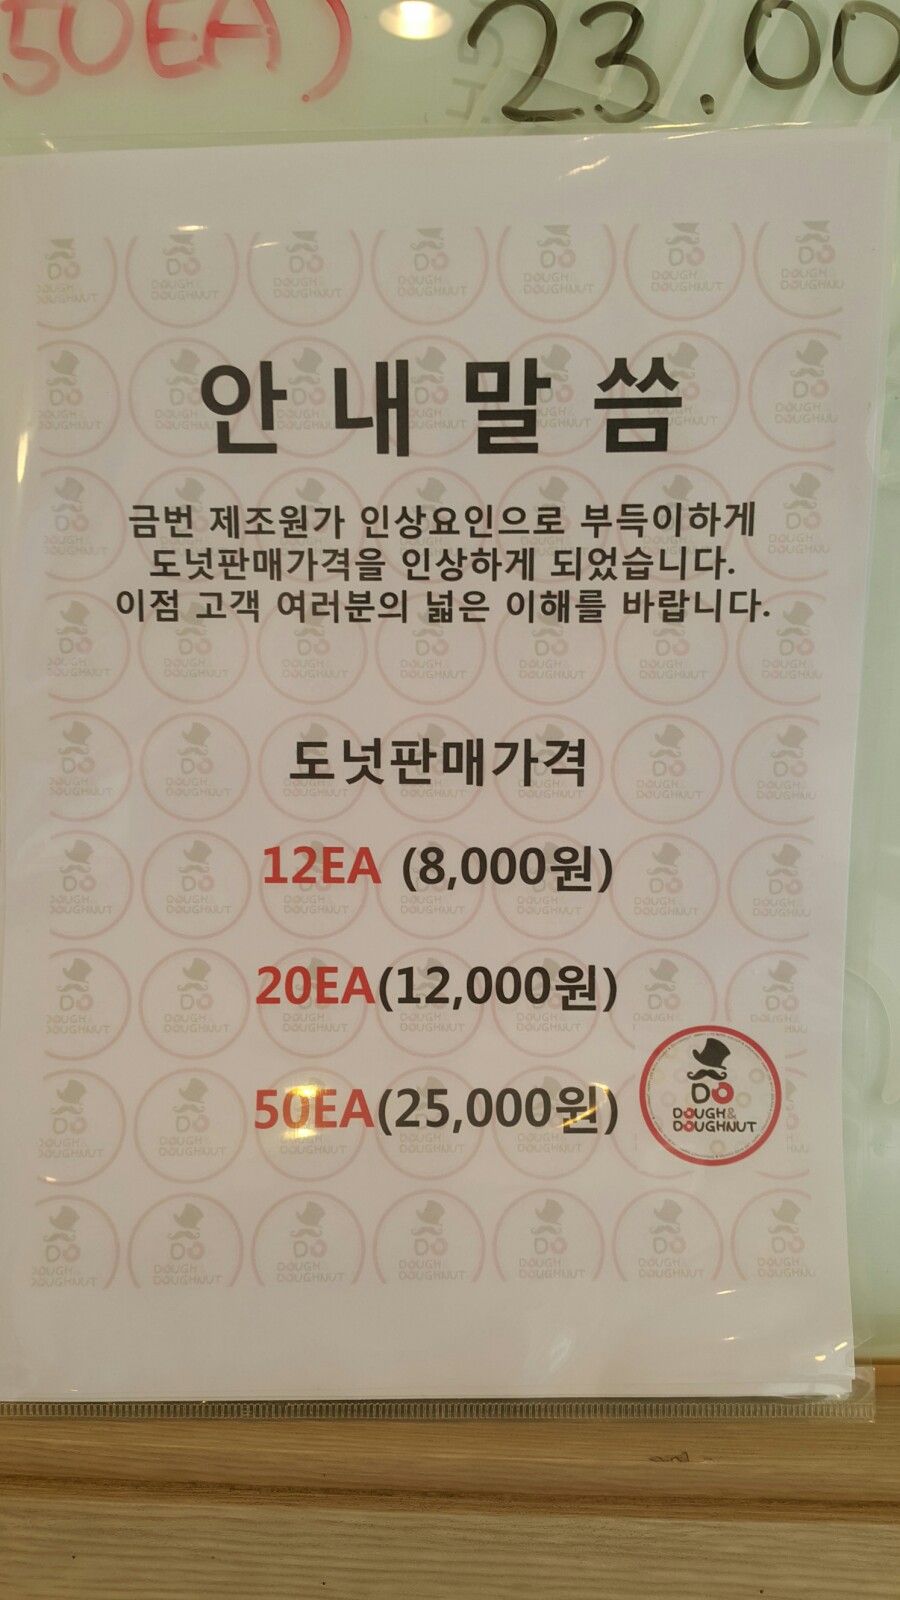 50EA) 23.00
안내말씀
금번 제조원가 인상요인으로 부득이하게
도넛판매가격을 인상하게 되었습니다.
이점 고객 여러분의 넓은 이해를 바랍니다.
도넛판매가격
12EA (8,000원)
20EA(12,000원)
50EA(25,000원)
DO
DOUGH&
DOUGHNUT